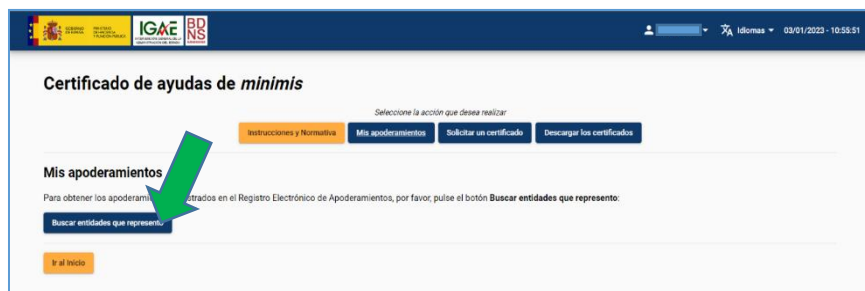 IGAE
BD
NS
Idiomas
03/01/2023 - 10:55:51
Certificado de ayudas de minimis
Seleccione la acción que desea realizar
Instrucciones y Normativa
Mis apoderamientos
Solicitar un certificado
Descargar los certificados
Mis apoderamientos
Para obtener los apoderami strados en el Registro Electrónico de Apoderamientos, por favor, pulse el botón Buscar entidades que represento:
Buscar entidades que represento
Ir al Inicio